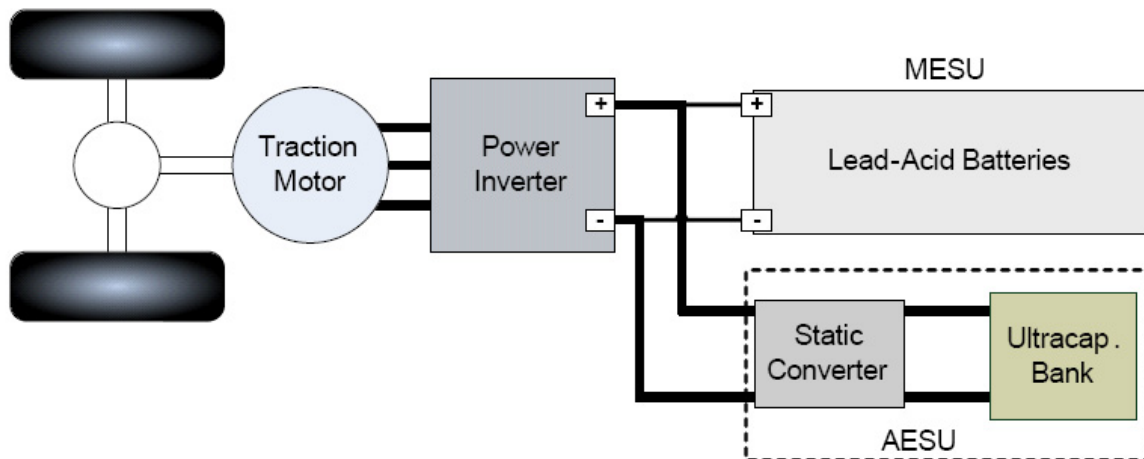 MESU
Traction
Motor
Power
Inverter
+
-
+
-
Lead-Acid Batteries
Static
Converter
Ultracap .
Bank
AESU